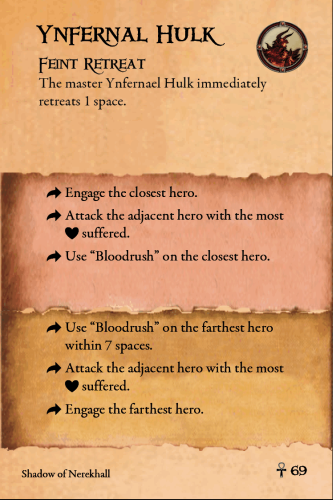 Ynfernal Hulk
Feint Retreat
The master Ynfernael Hulk immediately
retreats 1 space.
Engage the closest hero.
Attack the adjacent hero with the most
suffered.
Use “Bloodrush” on the closest hero.
Use “Bloodrush” on the farthest hero
within 7 spaces.
Attack the adjacent hero with the most
suffered.
Engage the farthest hero.
Shadow of Nerekhall
69